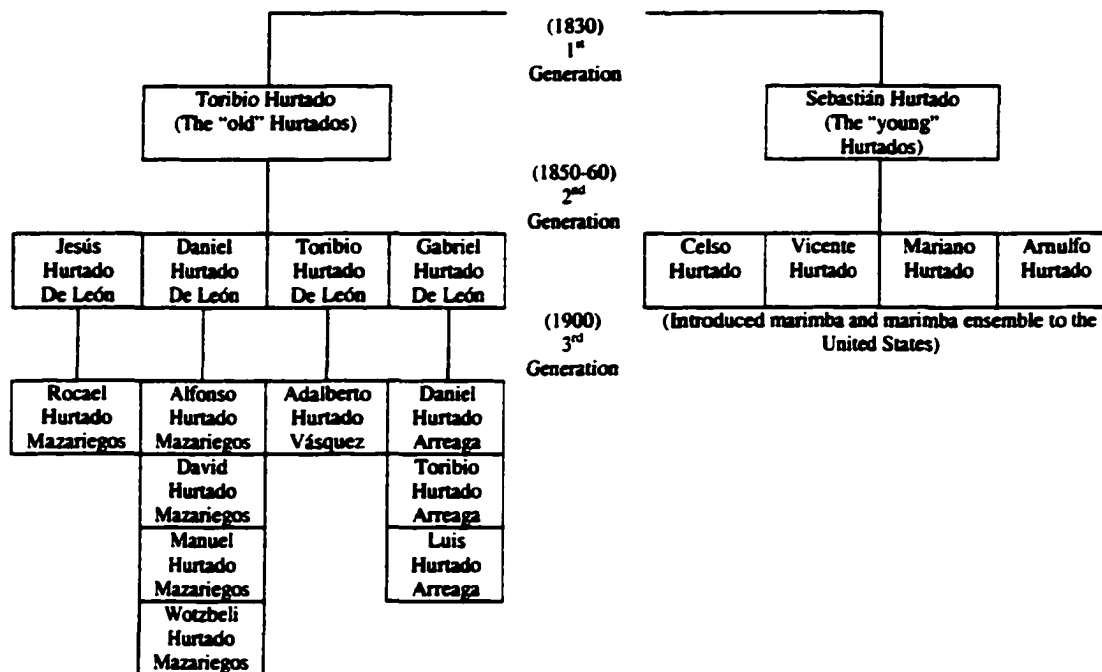 (1830)
1st
Generation
Toribio Hurtado
(The "old" Hurtados)
Sebastián Hurtado
(The "young"
Hurtados)
(1850-60)
2nd
Generation
Jesús
Hurtado
De León
Daniel
Hurtado
De León
Toribio
Hurtado
De León
Gabriel
Hurtado
De León
Celso
Hurtado
Vicente
Hurtado
Mariano
Hurtado
Arnulfo
Hurtado
(Introduced marimba and marimba ensemble to the
United States)
(1900)
3rd
Generation
Rocael
Hurtado
Mazariegos
Alfonso
Hurtado
Mazariegos
Adalberto
Hurtado
Vásquez
Daniel
Hurtado
Arreaga
David
Hurtado
Mazariegos
Toribio
Hurtado
Arreaga
Manuel
Hurtado
Mazariegos
Luis
Hurtado
Arreaga
Wotzbeli
Hurtado
Mazariegos